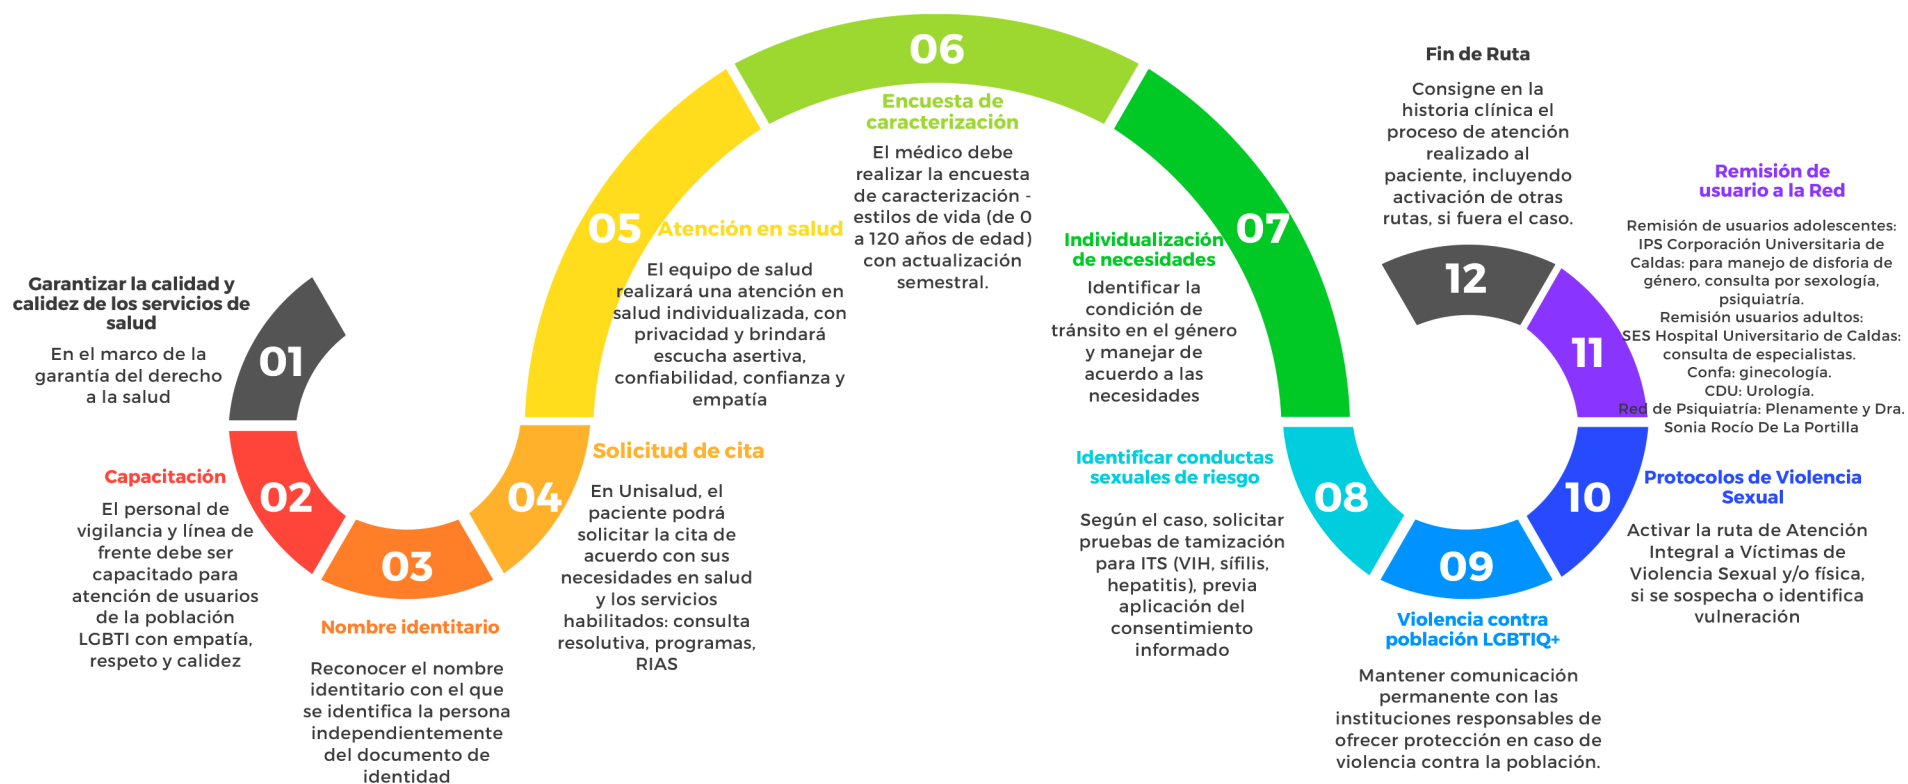 01
Garantizar la calidad y
calidez de los servicios de
salud
En el marco de la
garantía del derecho
a la salud
02
Capacitación
El personal de
vigilancia y línea de
frente debe ser
capacitado para
atención de usuarios
de la población
LGBTI con empatía,
respeto y calidez
03
Nombre identitario
Reconocer el nombre
identitario con el que
se identifica la persona
independientemente
del documento de
identidad
04
Solicitud de cita
En Unisalud, el
paciente podrá
solicitar la cita de
acuerdo con sus
necesidades en salud
y los servicios
habilitados: consulta
resolutiva, programas,
RIAS
05
Atención en salud
El equipo de salud
realizará una atención en
salud individualizada, con
privacidad y brindará
escucha asertiva,
confiabilidad, confianza y
empatía
06
Encuesta de
caracterización
El médico debe
realizar la encuesta
de caracterización -
estilos de vida (de 0
a 120 años de edad)
con actualización
semestral.
07
Individualización
de necesidades
Identificar la
condición de
tránsito en el género
y manejar de
acuerdo a las
necesidades
08
Identificar conductas
sexuales de riesgo
Según el caso, solicitar
pruebas de tamización
para ITS (VIH, sífilis,
hepatitis), previa
aplicación del
consentimiento
informado
09
Violencia contra
población LGBTIQ+
Mantener comunicación
permanente con las
instituciones responsables de
ofrecer protección en caso de
violencia contra la población.
10
Protocolos de Violencia
Sexual
Activar la ruta de Atención
Integral a Víctimas de
Violencia Sexual y/o física,
si se sospecha o identifica
vulneración
11
Remisión de
usuario a la Red
Remisión de usuarios adolescentes:
IPS Corporación Universitaria de
Caldas: para manejo de disforia de
género, consulta por sexología,
psiquiatría.
Remisión usuarios adultos:
SES Hospital Universitario de Caldas:
consulta de especialistas.
Confa: ginecología.
CDU: Urología.
Red de Psiquiatría: Plenamente y Dra.
Sonia Rocío De La Portilla
12
Fin de Ruta
Consigne en la
historia clínica el
proceso de atención
realizado al
paciente, incluyendo
activación de otras
rutas, si fuera el caso.